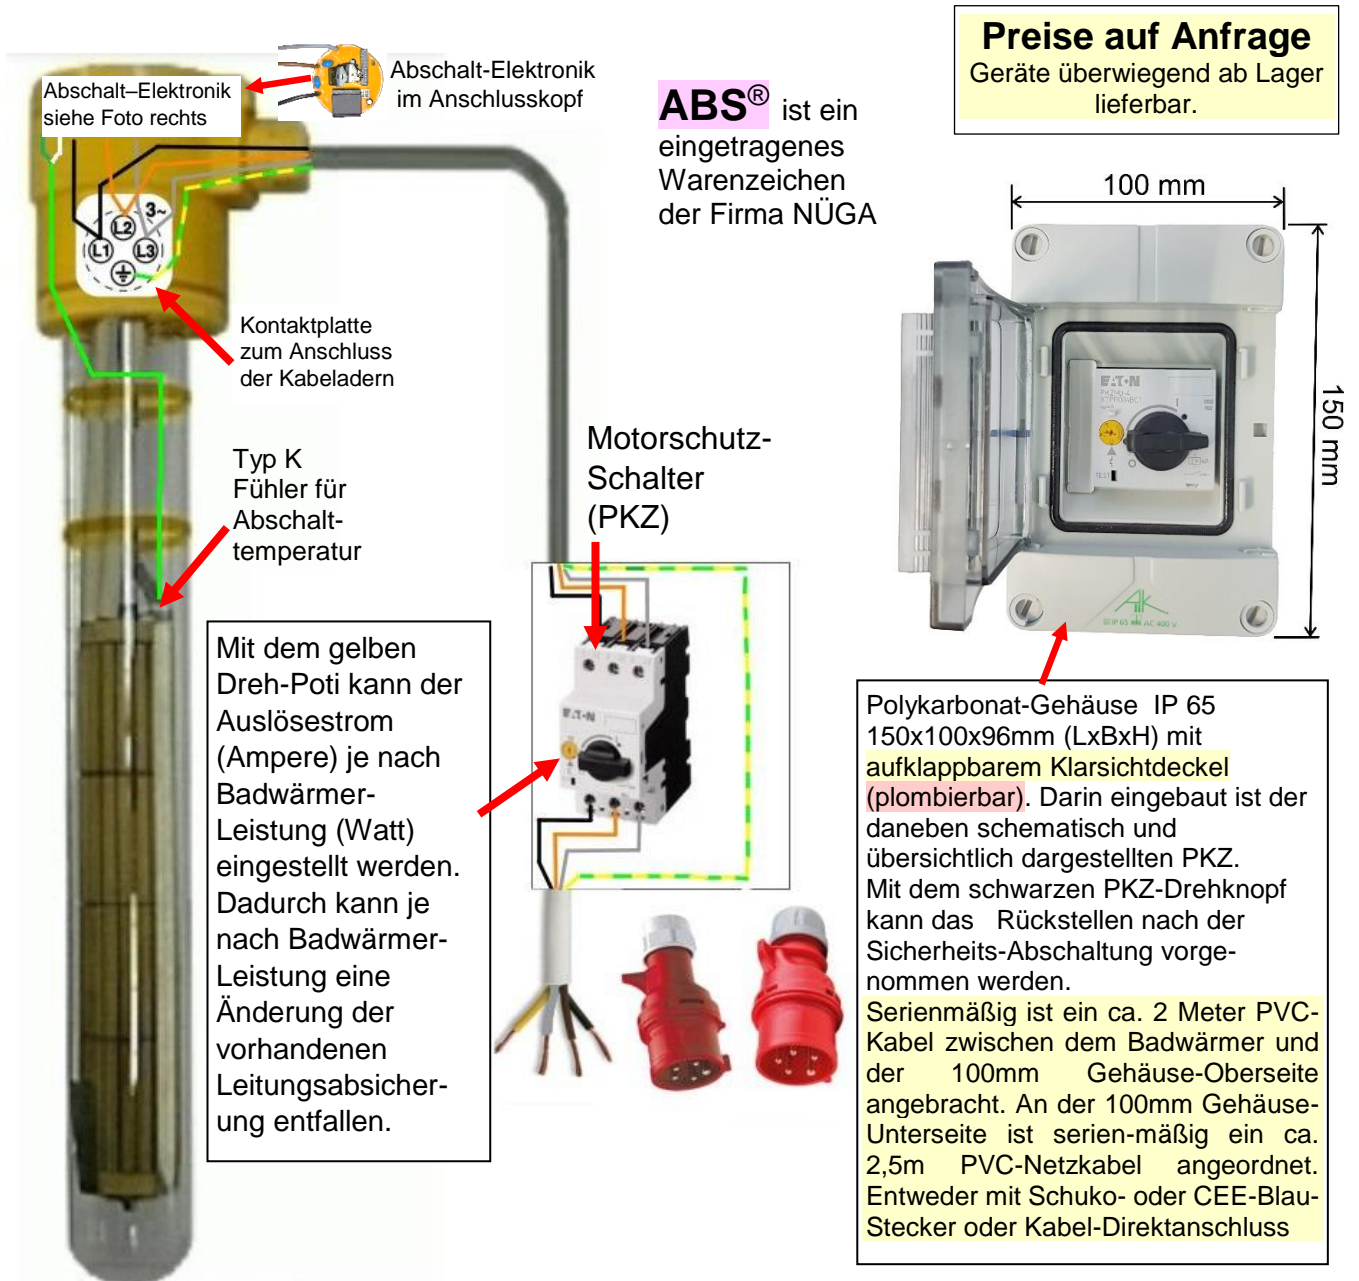 Preise auf Anfrage
Geräte überwiegend ab Lager
lieferbar.
Abschalt–Elektronik
siehe Foto rechts
Abschalt-Elektronik
im Anschlusskopf
ABS® ist ein
eingetragenes
Warenzeichen
der Firma NÜGA
100 mm
150 mm
L2
3~
L1
L3
Kontaktplatte
zum Anschluss
der Kabeladern
Typ K
Fühler für
Abschalt-
temperatur
Motorschutz-
Schalter
(PKZ)
Mit dem gelben
Dreh-Poti kann der
Auslösestrom
(Ampere) je nach
Badwärmer-
Leistung (Watt)
eingestellt werden.
Dadurch kann je
nach Badwärmer-
Leistung eine
Änderung der
vorhandenen
Leitungsabsicher-
ung entfallen.
EATON
EATON
TEST
IP 65
AC 400 V
Polykarbonat-Gehäuse IP 65
150x100x96mm (LxBxH) mit
aufklappbarem Klarsichtdeckel
(plombierbar). Darin eingebaut ist der
daneben schematisch und
übersichtlich dargestellten PKZ.
Mit dem schwarzen PKZ-Drehknopf
kann das Rückstellen nach der
Sicherheits-Abschaltung vorge-
nommen werden.
Serienmäßig ist ein ca. 2 Meter PVC-
Kabel zwischen dem Badwärmer und
der 100mm Gehäuse-Oberseite
angebracht. An der 100mm Gehäuse-
Unterseite ist serien-mäßig ein ca.
2,5m PVC-Netzkabel angeordnet.
Entweder mit Schuko- oder CEE-Blau-
Stecker oder Kabel-Direktanschluss